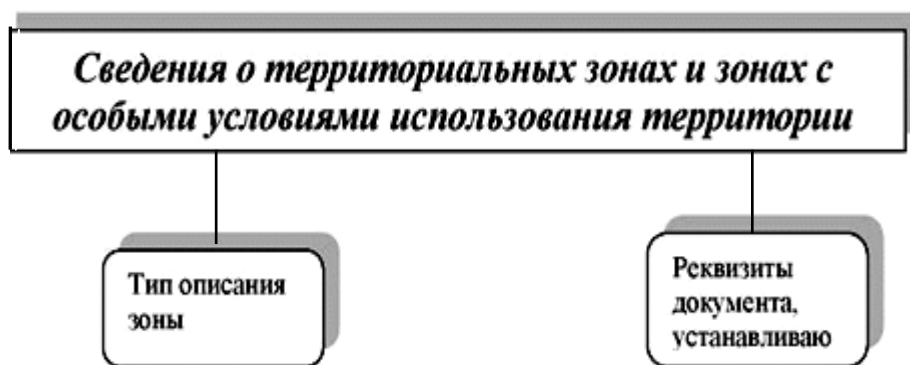 Сведения о территориальных зонах и зонах с
особыми условиями использования территории
Тип описания
зоны
Реквизиты
документа,
устанавливаю